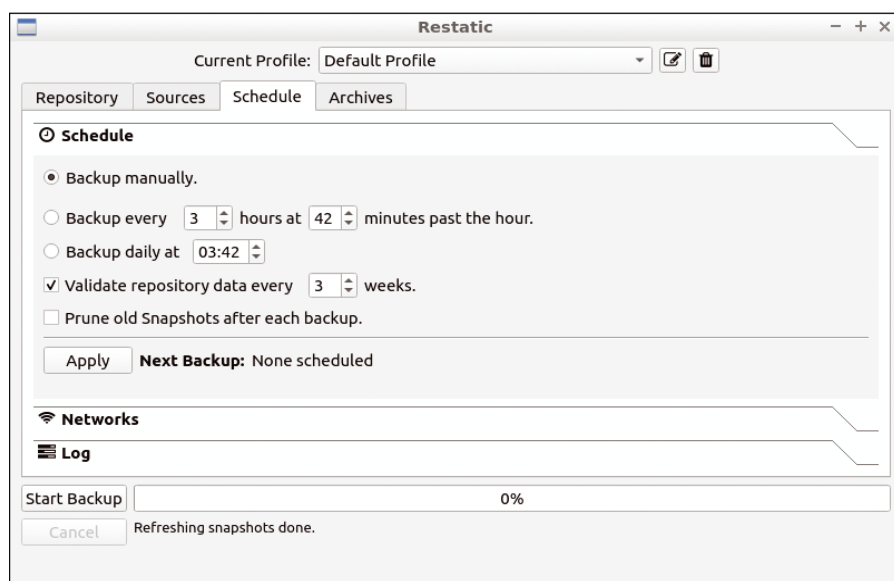 Restatic
Current Profile: Default Profile
Repository Sources Schedule Archives
Schedule
Backup manually.
Backup every 3 hours at 42 minutes past the hour.
Backup daily at 03:42
Validate repository data every 3 weeks.
Prune old Snapshots after each backup.
Apply Next Backup: None scheduled
Networks
Log
Start Backup 0%
Cancel Refreshing snapshots done.